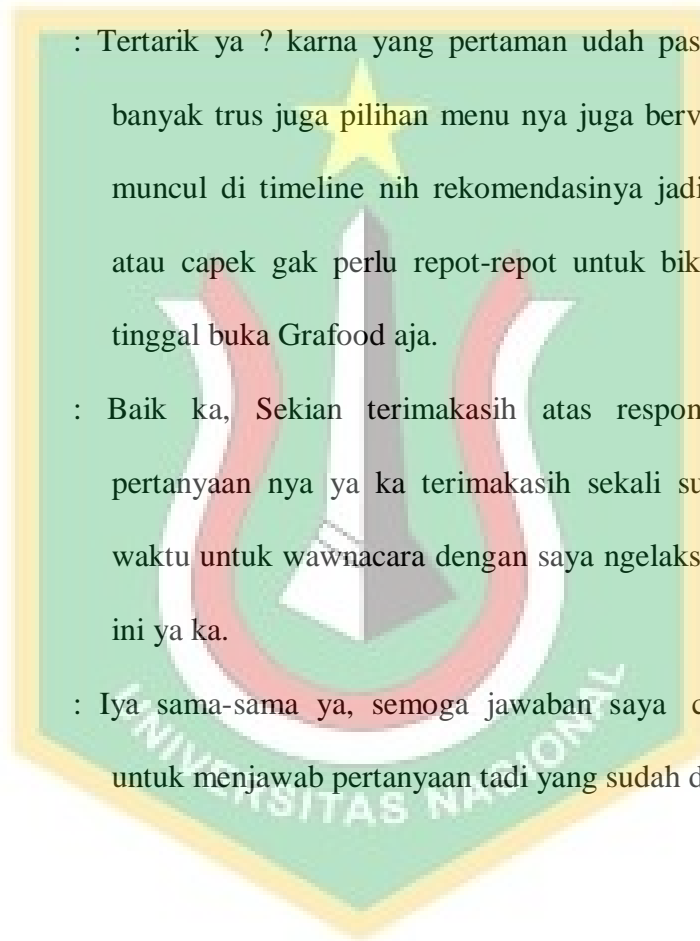 : Tertarik ya ? karna yang pertaman udah pas
banyak trus juga pilihan menu nya juga berv
muncul di timeline nih rekomendasinya jadi
atau capek gak perlu repot-repot untuk bik
tinggal buka Grafood aja.
: Baik ka, Sekian terimakasih atas respon
pertanyaan nya ya ka terimakasih sekali su
waktu untuk wawnacara dengan saya ngelaks
ini ya ka.
: Iya sama-sama ya, semoga jawaban saya c
untuk menjawab pertanyaan tadi yang sudah d
UNIVERSITAS NASIONAL